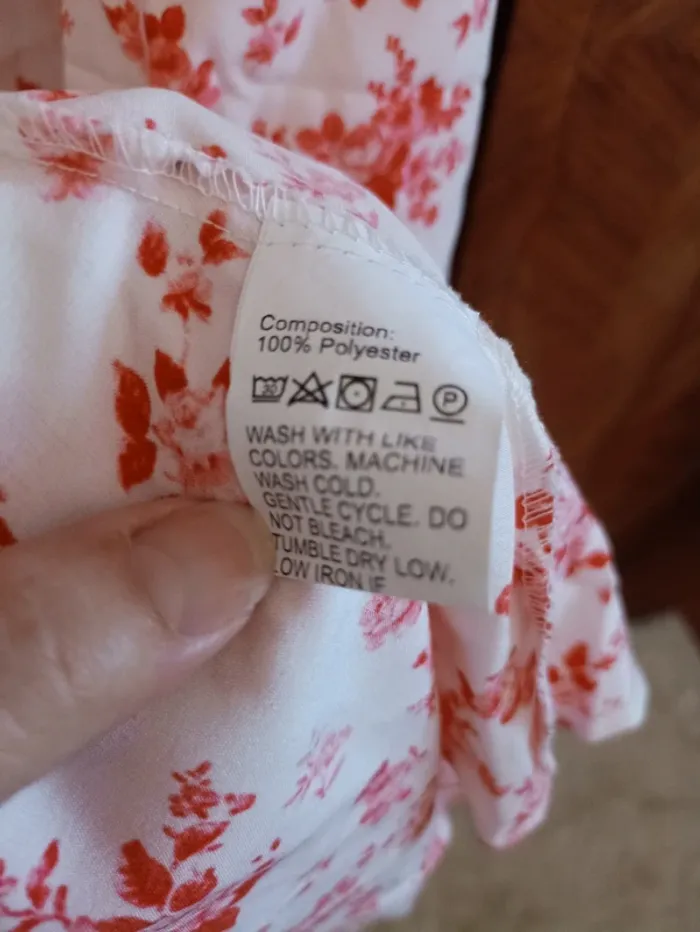 Composition:
100% Polyester
30 P
WASH WITH LIKE
COLORS. MACHINE
WASH COLD.
GENTLE CYCLE. DO
NOT BLEACH.
TUMBLE DRY LOW.
LOW IRON IF